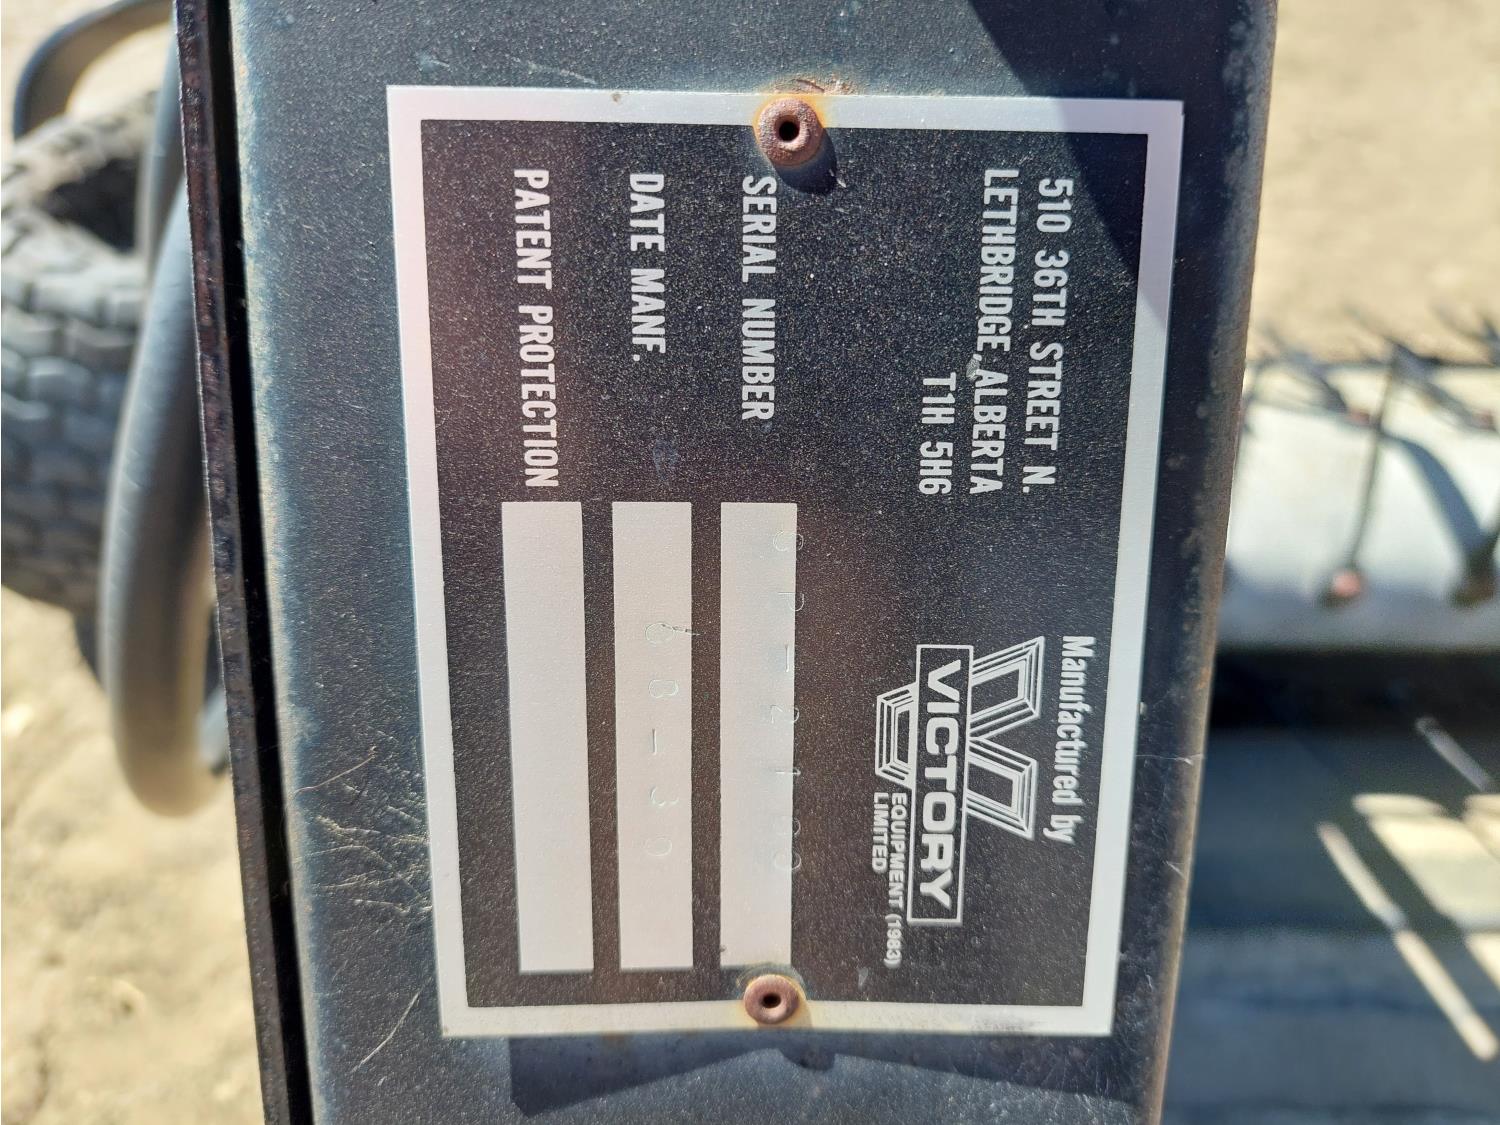 Manufactured by
VICTORY
EQUIPMENT (1983)
LIMITED
510 36TH STREET N.
LETHBRIDGE, ALBERTA
T1H 5H6
SERIAL NUMBER
DATE MANF.
PATENT PROTECTION